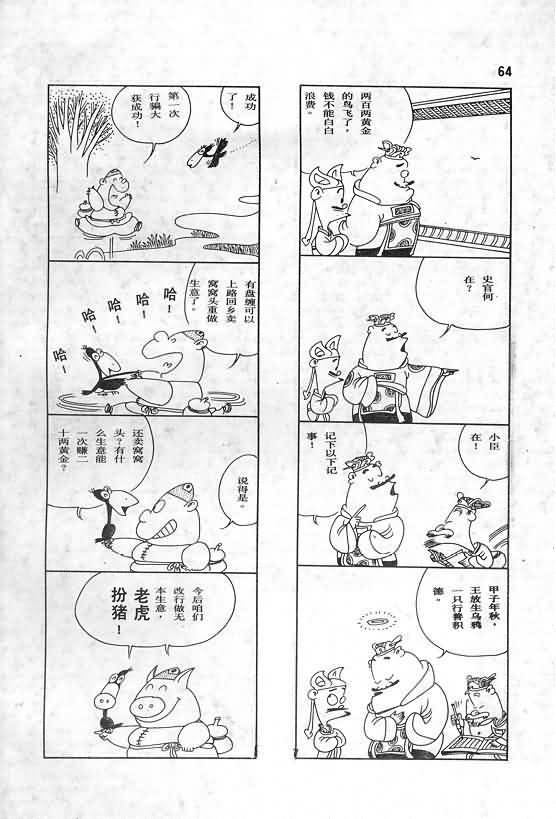 64
两百两黄金
的鸟飞了，
钱不能白白
浪费。
史官何
在？
小臣
在！
记下以下记
事！
甲子年秋，
王放生乌鸦
一只行善积
德。
成功
了！
第一次
行骗大
获成功！
有盘缠可以
上路回乡卖
窝窝头重做
生意了。
哈！
哈！
哈！
哈！
哈！
还卖窝窝
头？有什
么生意能
一次赚二
十两黄金？
说得是。
今后咱们
改行做无
本生意，
老虎
扮猪！